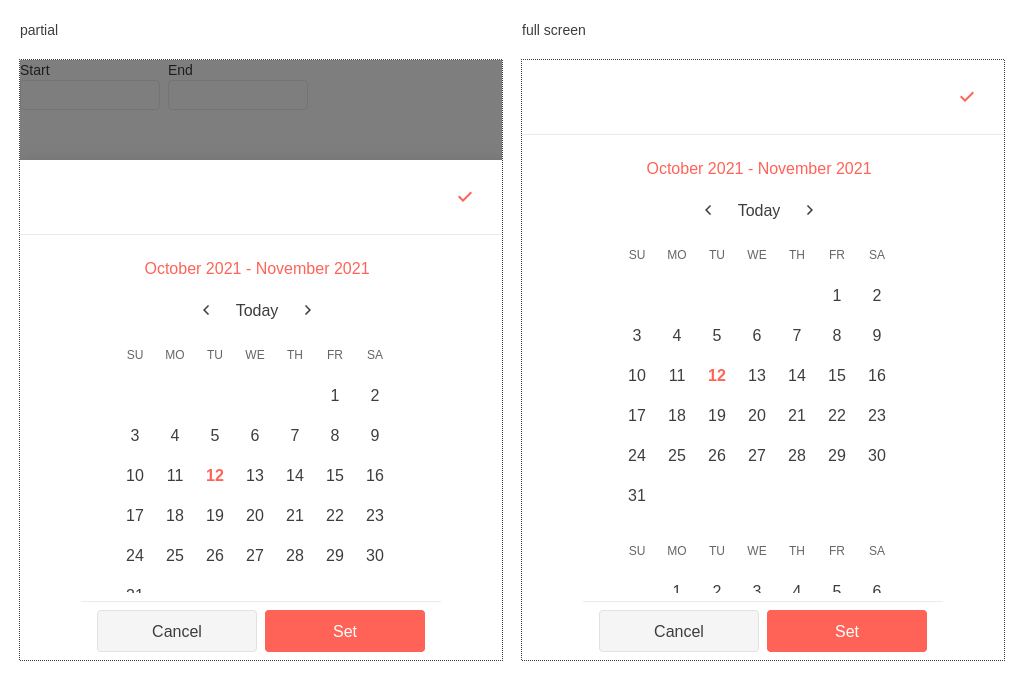 partial
Start End
October 2021 - November 2021
Today
SU MO TU WE TH FR SA
1 2
3 4 5 6 7 8 9
10 11 12 13 14 15 16
17 18 19 20 21 22 23
24 25 26 27 28 29 30
31
Cancel Set
full screen
October 2021 - November 2021
Today
SU MO TU WE TH FR SA
1 2
3 4 5 6 7 8 9
10 11 12 13 14 15 16
17 18 19 20 21 22 23
24 25 26 27 28 29 30
31
SU MO TU WE TH FR SA
1 2 3 4 5 6
Cancel Set